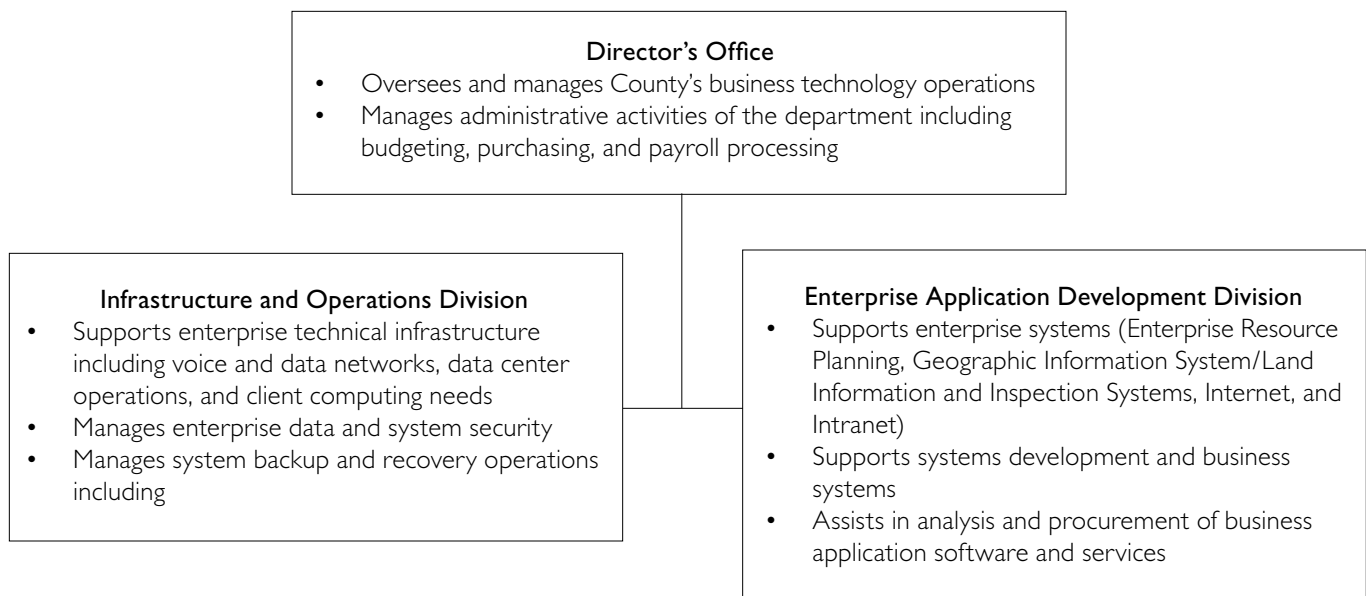 Director’s Office
• Oversees and manages County’s business technology operations
• Manages administrative activities of the department including
budgeting, purchasing, and payroll processing
Infrastructure and Operations Division
• Supports enterprise technical infrastructure
including voice and data networks, data center
operations, and client computing needs
• Manages enterprise data and system security
• Manages system backup and recovery operations
including
Enterprise Application Development Division
• Supports enterprise systems (Enterprise Resource
Planning, Geographic Information System/Land
Information and Inspection Systems, Internet, and
Intranet)
• Supports systems development and business
systems
• Assists in analysis and procurement of business
application software and services